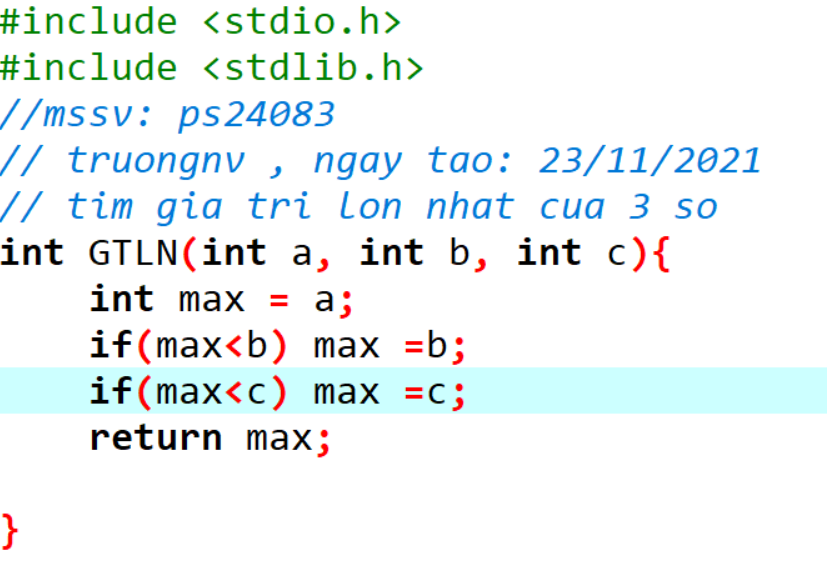 #include <stdio.h>
#include <stdlib.h>
//mssv: ps24083
// truongnv , ngay tao: 23/11/2021
// tim gia tri lon nhat cua 3 so
int GTLN(int a, int b, int c){
    int max = a;
    if(max<b) max =b;
    if(max<c) max =c;
    return max;
}